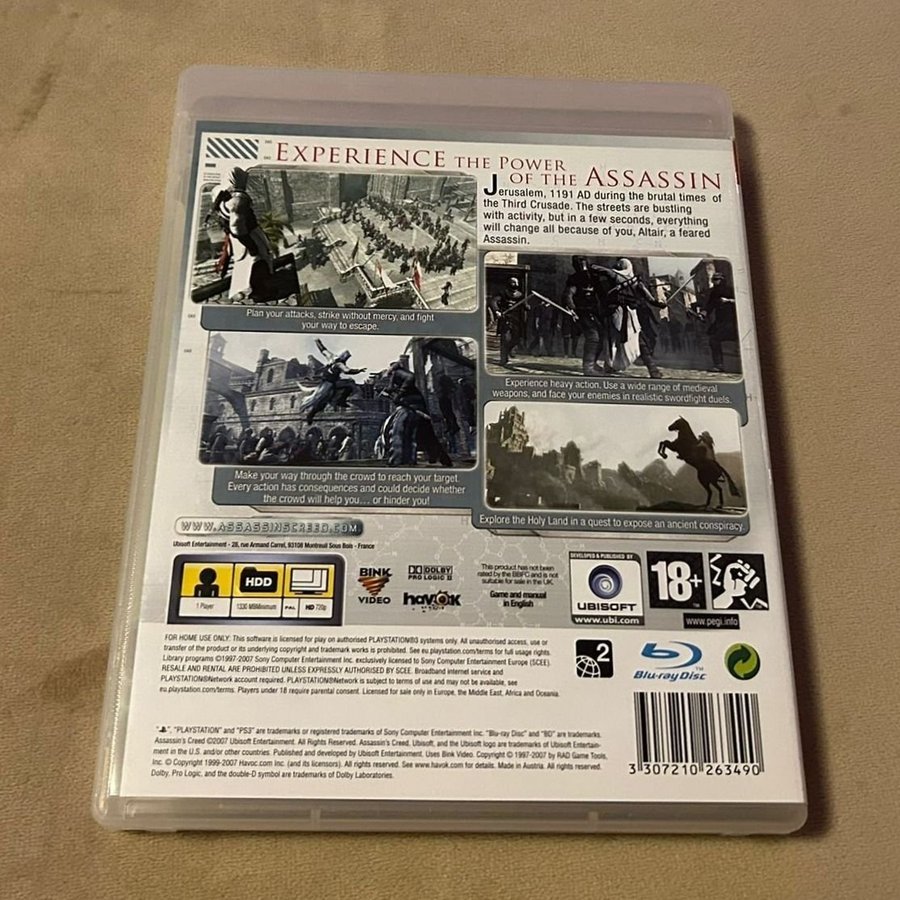 EXPERIENCE THE POWER
OF THE ASSASSIN
Jerusalem, 1191 AD during the brutal times of
the Third Crusade. The streets are bustling
with activity, but in a few seconds, everything
will change all because of you, Altair, a feared
Assassin.
Plan your attacks, strike without mercy, and fight
your way to escape.
Experience heavy action. Use a wide range of medieval
weapons, and face your enemies in realistic swordfight duels.
Make your way through the crowd to reach your target.
Every action has consequences and could decide whether
the crowd will help you... or hinder you!
Explore the Holy Land in a quest to expose an ancient conspiracy.
WWW.ASSASSINSCREED.COM
Ubisoft Entertainment - 28, rue Armand Carrel, 93108 Montreuil Sous Bois - France
1 Player
HDD
1330 MBMinimum
PAL
HD 720p
BINK
VIDEO
DOLBY
PRO LOGIC II
havok
This product has not been
rated by the BBFC and is not
suitable for sale in the UK.
Game and manual
in English
DEVELOPED & PUBLISHED BY
UBISOFT
www.ubi.com
18+
www.pegi.info
FOR HOME USE ONLY: This software is licensed for play on authorised PLAYSTATION®3 systems only. All unauthorised access, use or
transfer of the product or its underlying copyright and trademark works is prohibited. See eu.playstation.com/terms for full usage rights.
Library programs ©1997-2007 Sony Computer Entertainment Inc. exclusively licensed to Sony Computer Entertainment Europe (SCEE).
RESALE AND RENTAL ARE PROHIBITED UNLESS EXPRESSLY AUTHORISED BY SCEE. Broadband internet service and
PLAYSTATION®Network account required. PLAYSTATION®Network is subject to terms of use and may not be available, see
eu.playstation.com/terms. Players under 18 require parental consent. Licensed for sale only in Europe, the Middle East, Africa and Oceania.
2
Blu-ray Disc
TM
"PLAYSTATION" and "PS3" are trademarks or registered trademarks of Sony Computer Entertainment Inc. "Blu-ray Disc" and "BD" are trademarks.
Assassin's Creed ©2007 Ubisoft Entertainment. All Rights Reserved. Assassin's Creed, Ubisoft, and the Ubisoft logo are trademarks of Ubisoft Entertain-
ment in the U.S. and/or other countries. Published and developed by Ubisoft Entertainment. Uses Bink Video. Copyright © 1997-2007 by RAD Game Tools,
Inc. © Copyright 1999-2007 Havoc.com Inc. (and its licensors). All rights reserved. See www.havok.com for details. Made in Austria. All rights reserved.
Dolby, Pro Logic, and the double-D symbol are trademarks of Dolby Laboratories.
3 307210 263490